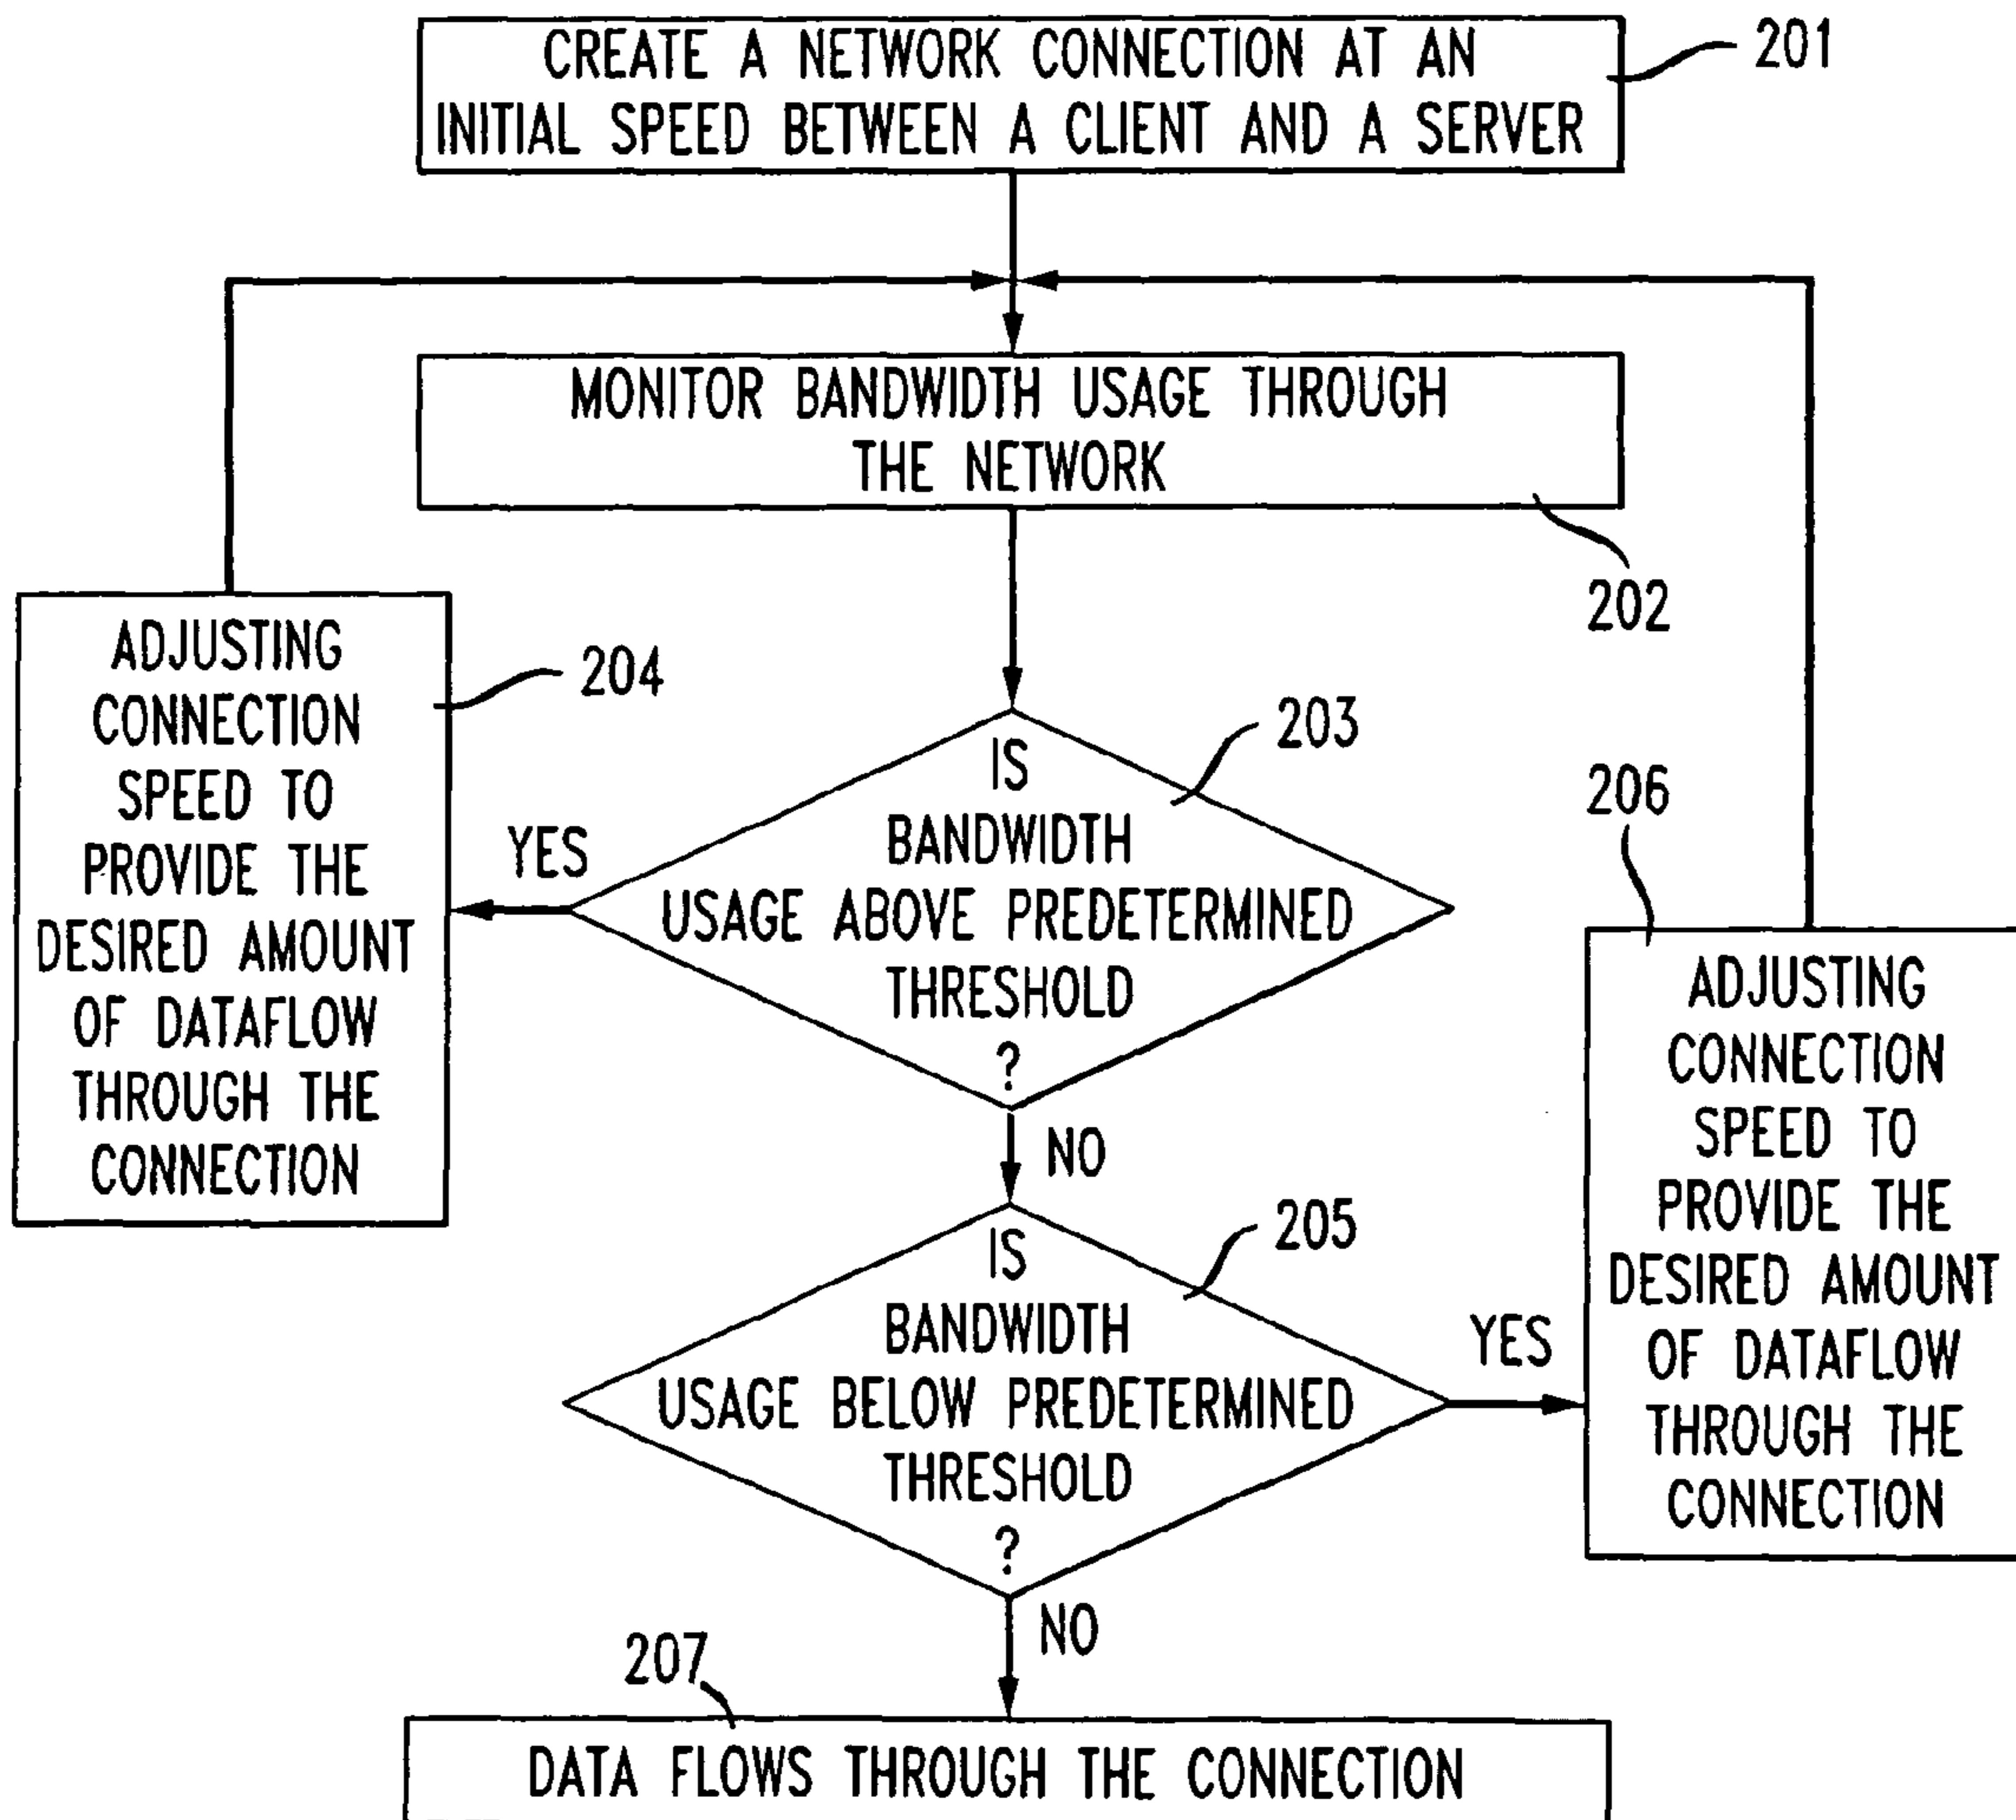 CREATE A NETWORK CONNECTION AT AN
INITIAL SPEED BETWEEN A CLIENT AND A SERVER
201
MONITOR BANDWIDTH USAGE THROUGH
THE NETWORK
202
ADJUSTING
CONNECTION
SPEED TO
PROVIDE THE
DESIRED AMOUNT
OF DATAFLOW
THROUGH THE
CONNECTION
204
203
IS
BANDWIDTH
USAGE ABOVE PREDETERMINED
THRESHOLD
?
YES
NO
205
IS
BANDWIDTH
USAGE BELOW PREDETERMINED
THRESHOLD
?
YES
NO
206
ADJUSTING
CONNECTION
SPEED TO
PROVIDE THE
DESIRED AMOUNT
OF DATAFLOW
THROUGH THE
CONNECTION
207
DATA FLOWS THROUGH THE CONNECTION